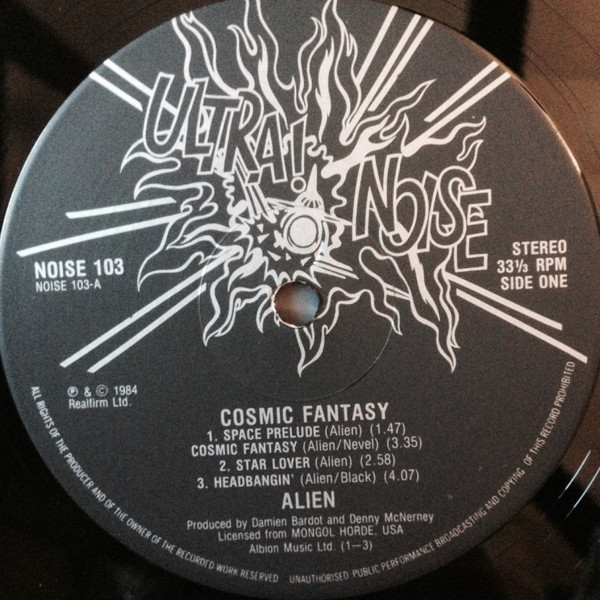 ULTRA! NOISE
NOISE 103
NOISE 103-A
STEREO
33⅓ RPM
SIDE ONE
℗ & © 1984
Realfirm Ltd.
COSMIC FANTASY
1. SPACE PRELUDE (Alien) (1.47)
COSMIC FANTASY (Alien/Nevel) (3.35)
2. STAR LOVER (Alien) (2.58)
3. HEADBANGIN' (Alien/Black) (4.07)
ALIEN
Produced by Damien Bardot and Denny McNerney
Licensed from MONGOL HORDE, USA
Albion Music Ltd. (1—3)
ALL RIGHTS OF THE PRODUCER AND OF THE OWNER OF THE RECORDED WORK RESERVED UNAUTHORISED PUBLIC PERFORMANCE BROADCASTING AND COPYING OF THIS RECORD PROHIBITED